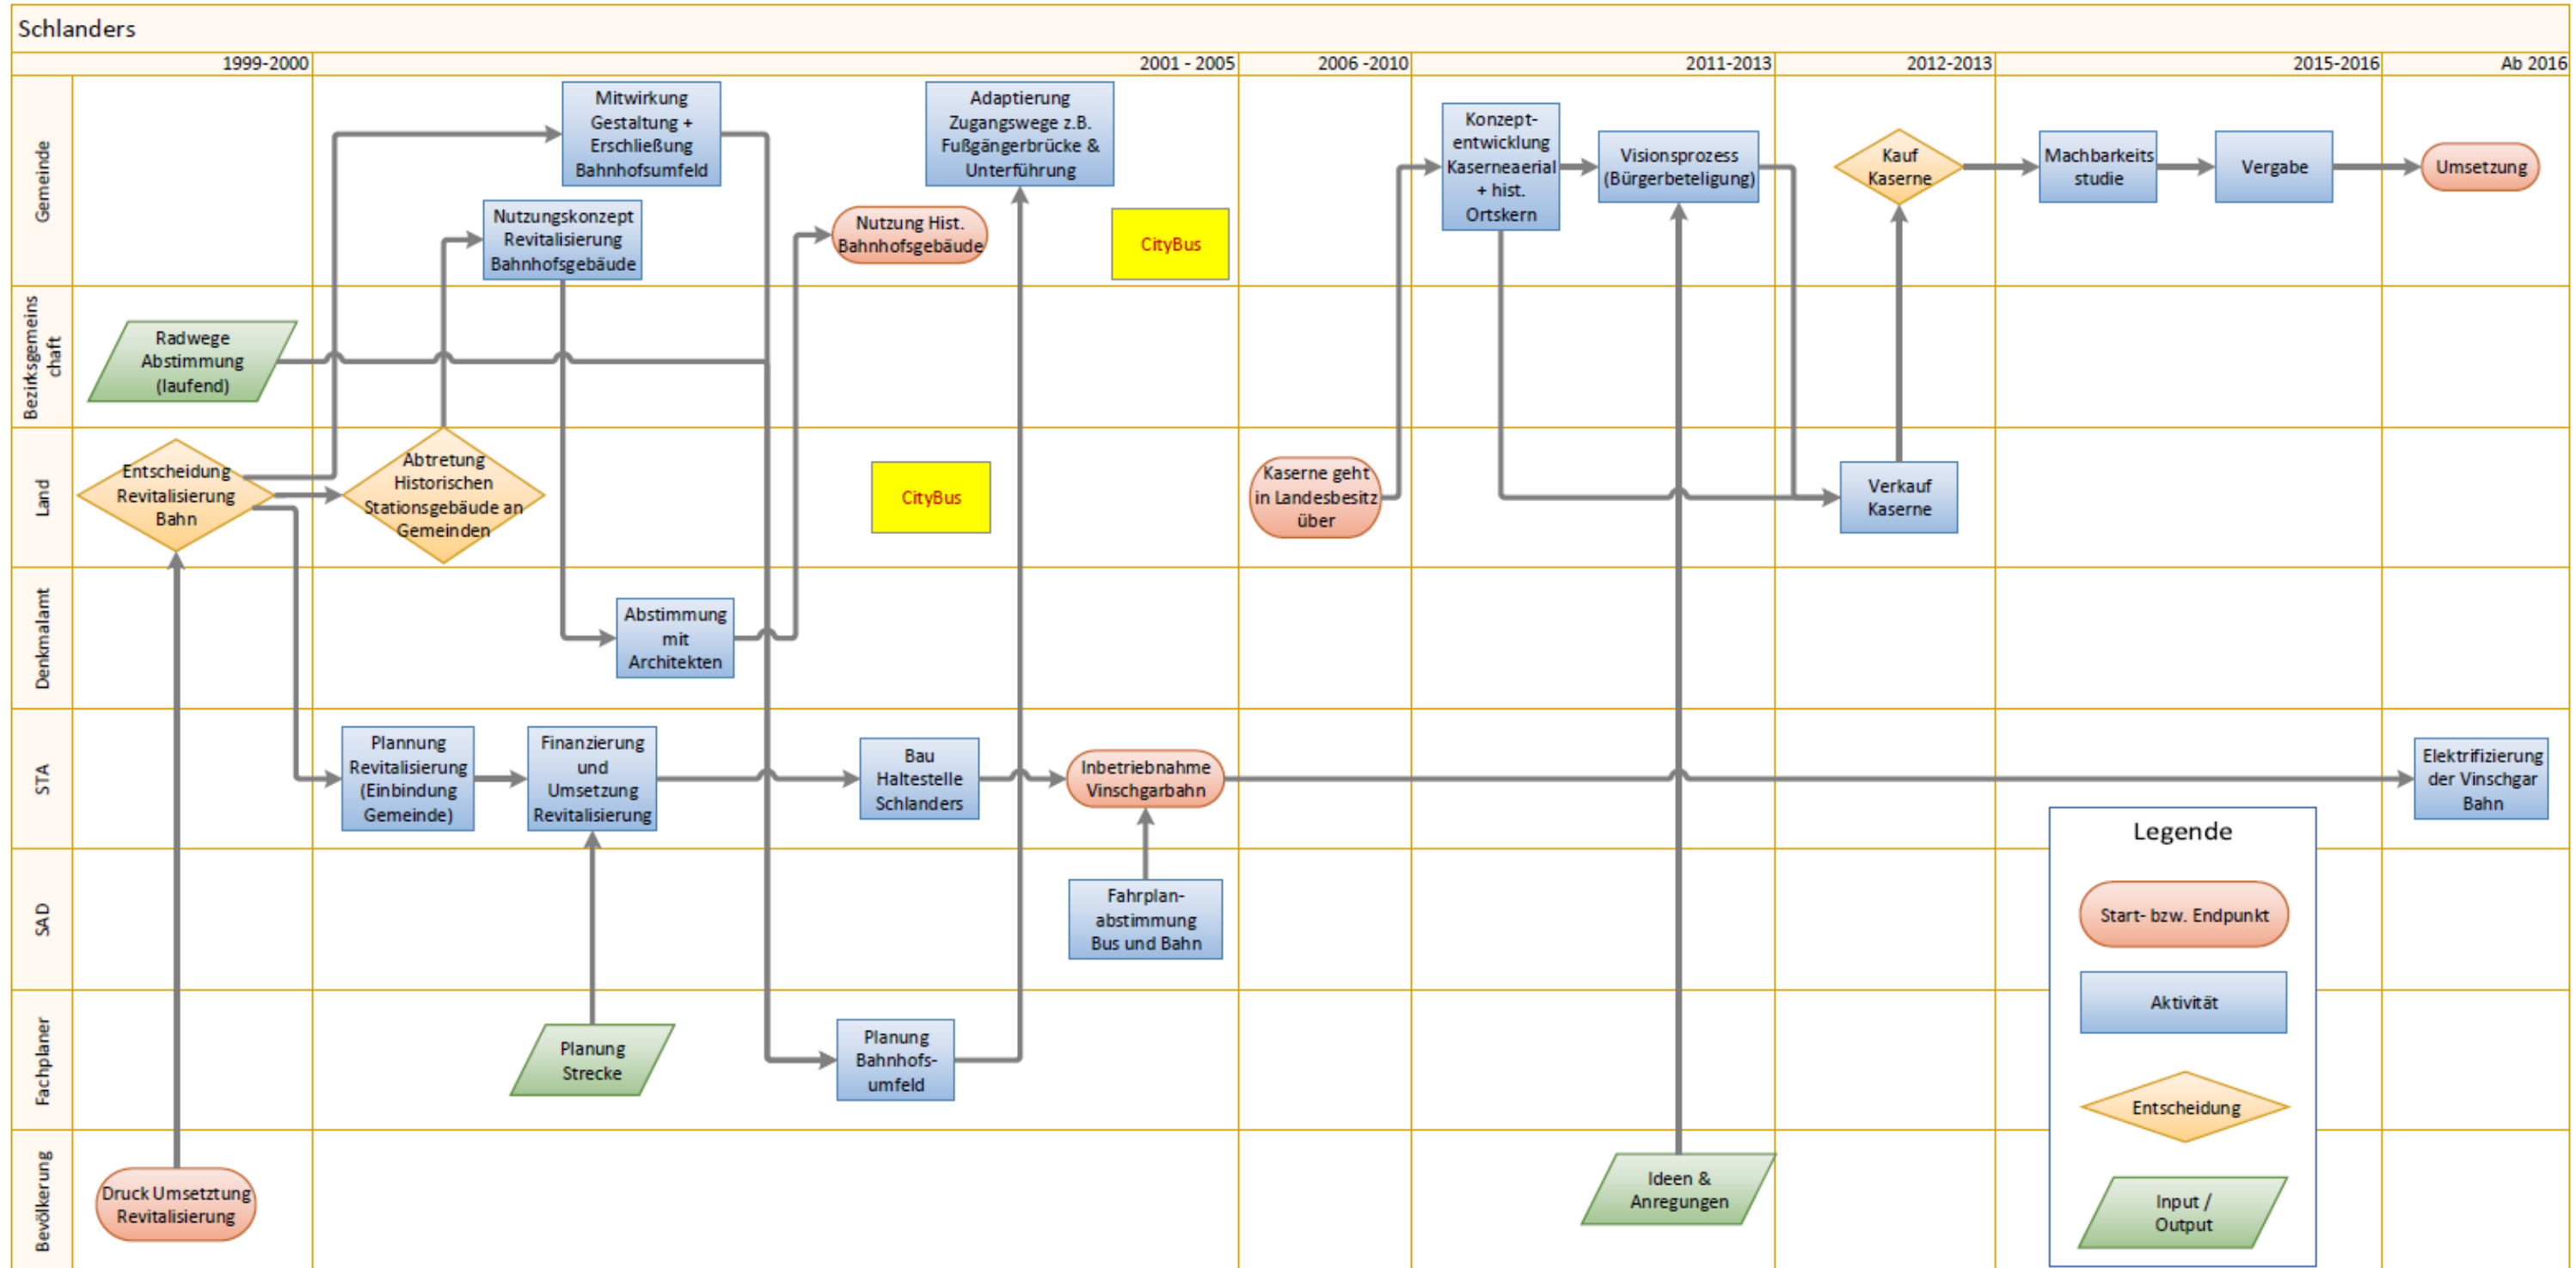 Schlanders
1999-2000
2001 - 2005
2006 -2010
2011-2013
2012-2013
2015-2016
Ab 2016
Gemeinde
Mitwirkung
Gestaltung +
Erschließung
Bahnhofsumfeld
Nutzungskonzept
Revitalisierung
Bahnhofsgebäude
Nutzung Hist.
Bahnhofsgebäude
Adaptierung
Zugangswege z.B.
Fußgängerbrücke &
Unterführung
CityBus
Konzept-
entwicklung
Kaserneaerial
+ hist.
Ortskern
Visionsprozess
(Bürgerbeteligung)
Kauf
Kaserne
Machbarkeits
studie
Vergabe
Umsetzung
Bezirksgemeins
chaft
Radwege
Abstimmung
(laufend)
Land
Entscheidung
Revitalisierung
Bahn
Abtretung
Historischen
Stationsgebäude an
Gemeinden
CityBus
Kaserne geht
in Landesbesitz
über
Verkauf
Kaserne
Denkmalamt
Abstimmung
mit
Architekten
STA
Plannung
Revitalisierung
(Einbindung
Gemeinde)
Finanzierung
und
Umsetzung
Revitalisierung
Bau
Haltestelle
Schlanders
Inbetriebnahme
Vinschgarbahn
Elektrifizierung
der Vinschgar
Bahn
SAD
Fahrplan-
abstimmung
Bus und Bahn
Fachplaner
Planung
Strecke
Planung
Bahnhofs-
umfeld
Bevölkerung
Druck Umsetztung
Revitalisierung
Ideen &
Anregungen
Legende
Start- bzw. Endpunkt
Aktivität
Entscheidung
Input /
Output